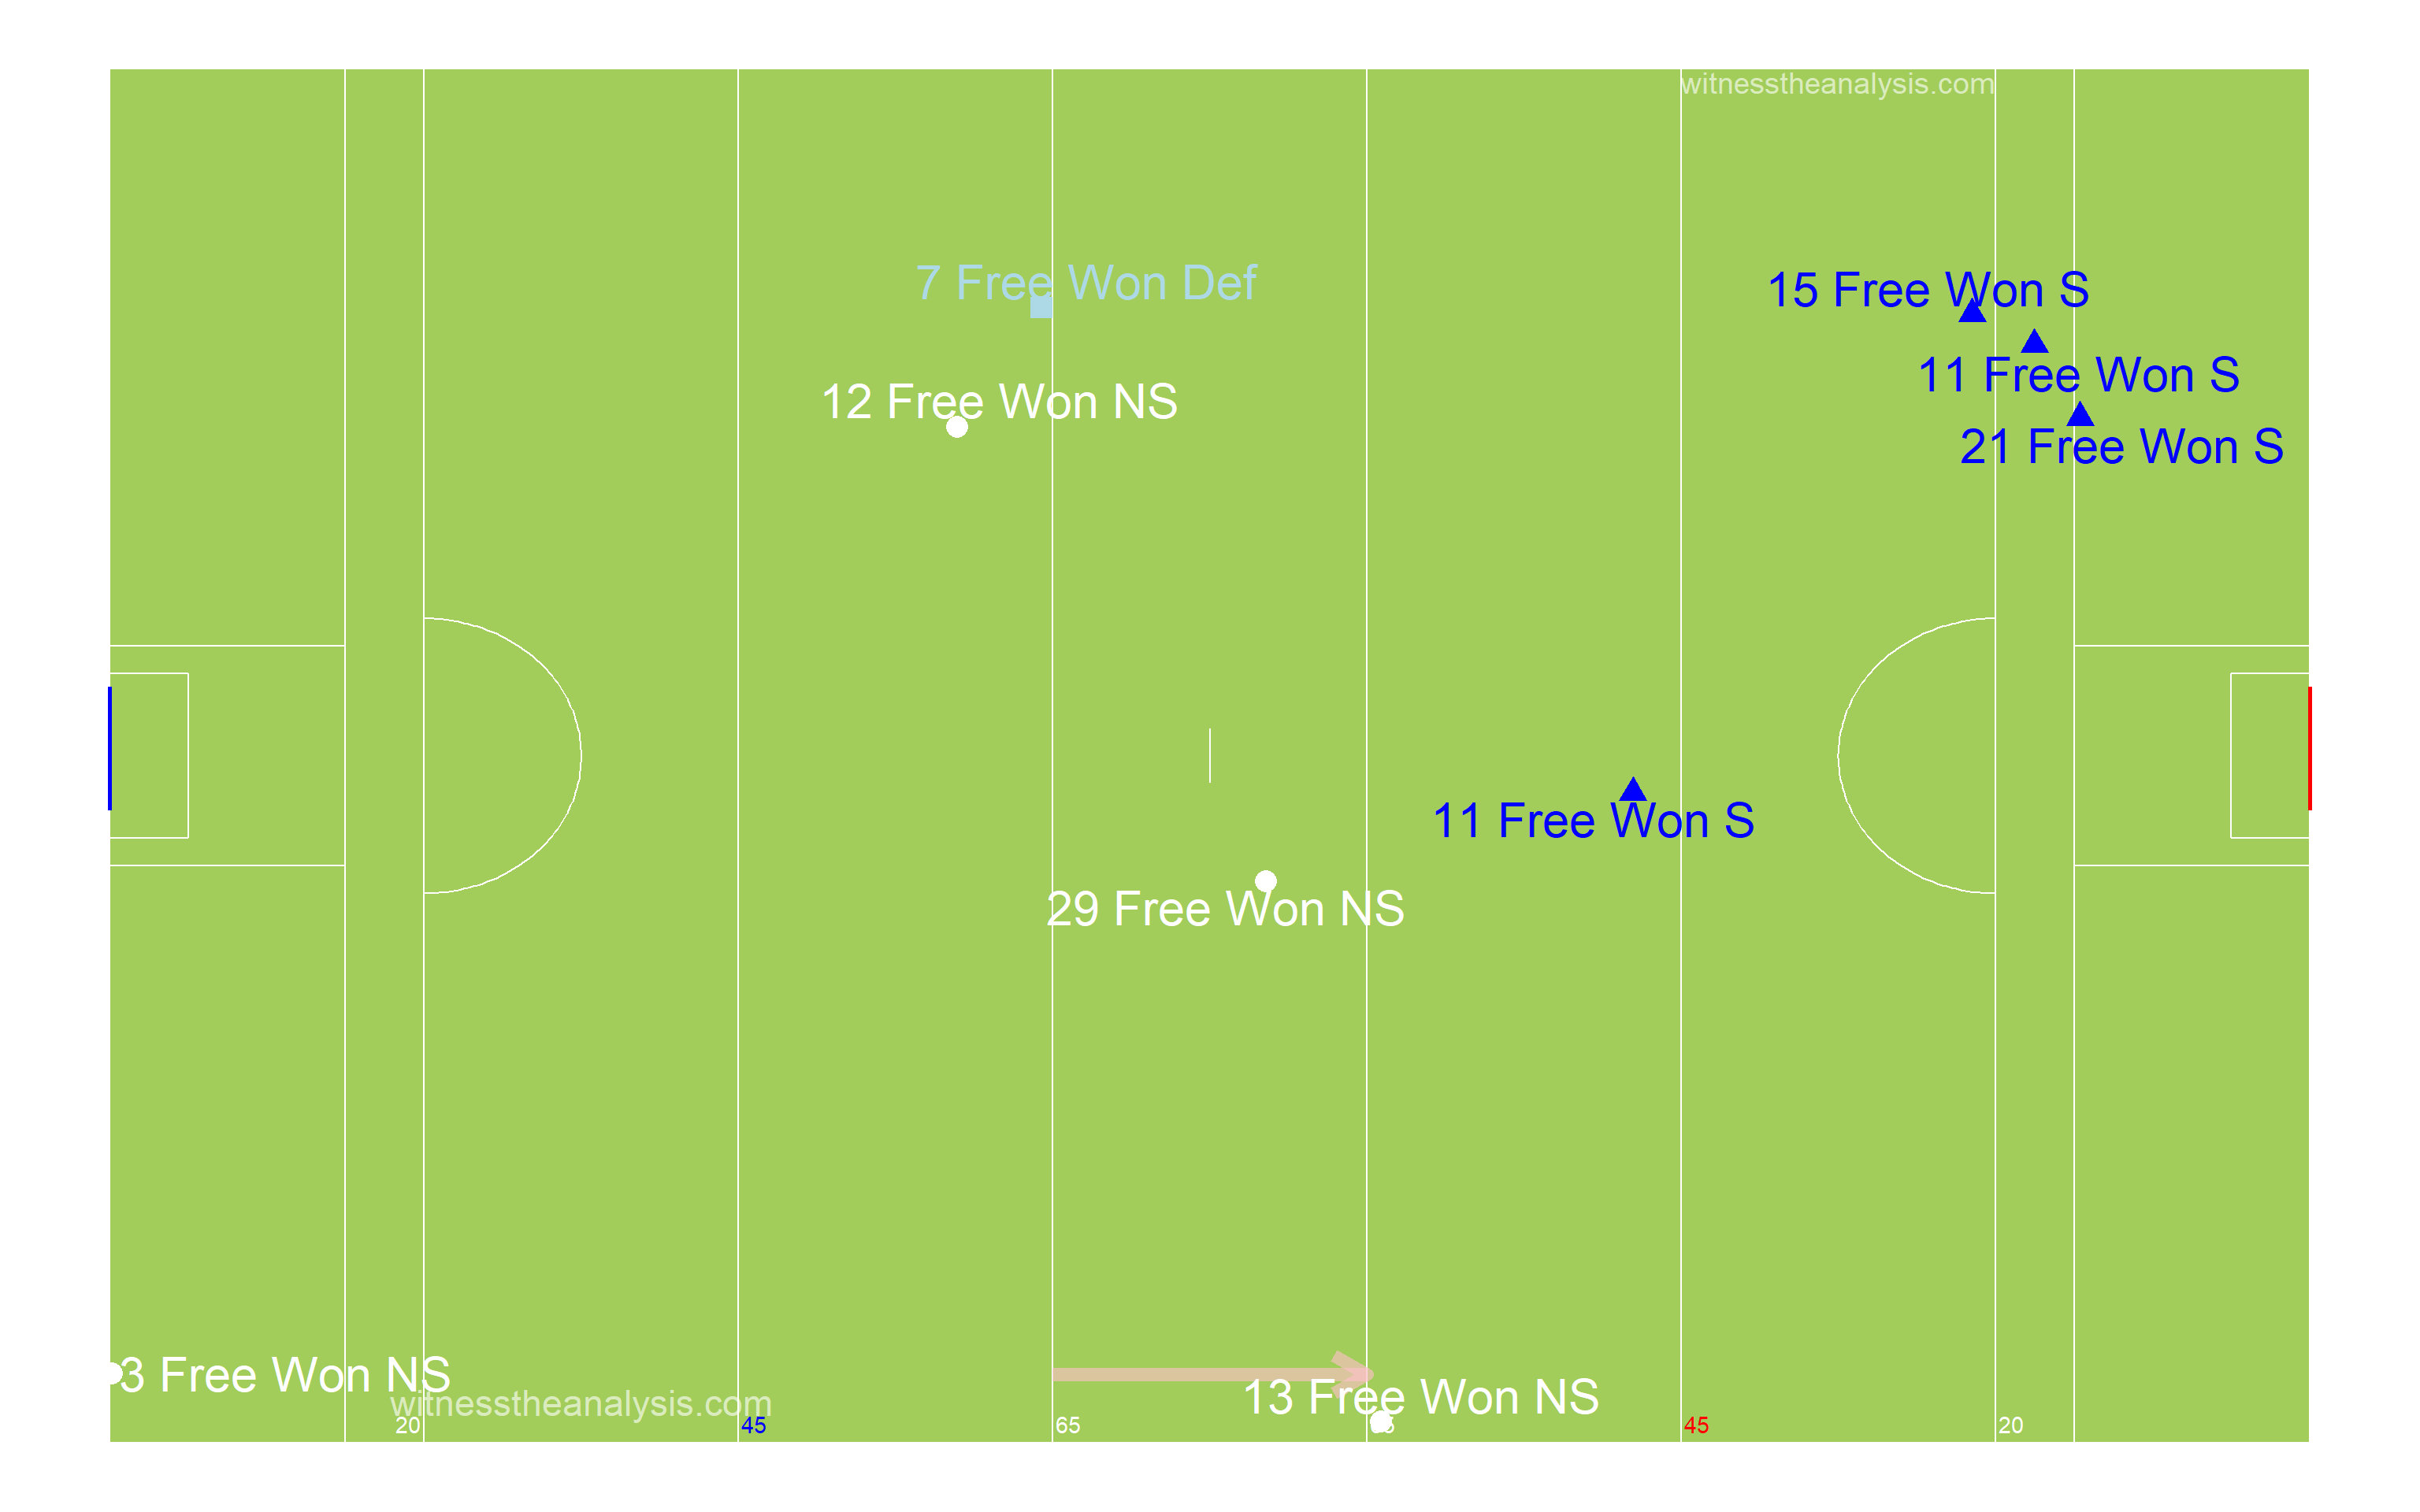 witnesstheanalysis.com
7 Free Won Def
15 Free Won S
11 Free Won S
12 Free Won NS
21 Free Won S
11 Free Won S
29 Free Won NS
3 Free Won NS
13 Free Won NS
witnesstheanalysis.com
20
45
65
45
20